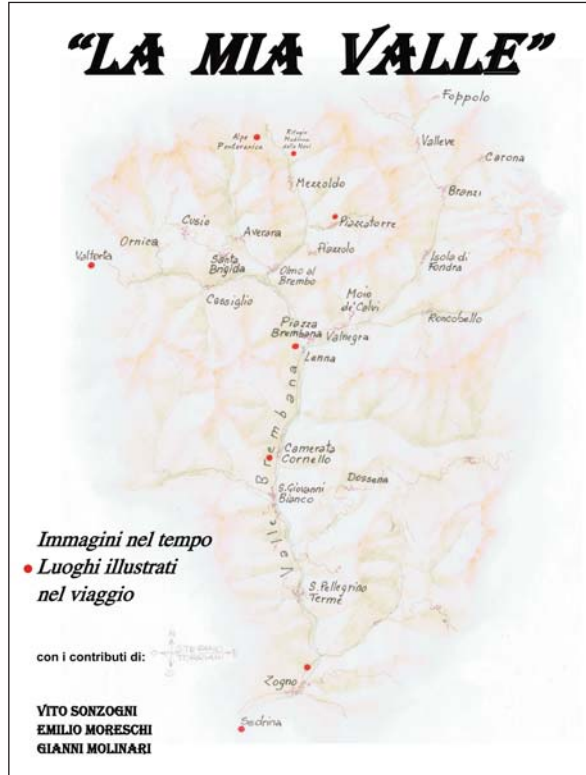 "LA MIA VALLE"
Foppolo
Alpe
Ponteranica
Rifugio
Madonna
delle Nevi
Valleve
Carona
Mezzoldo
Branzi
Cusio
Piazzatorre
Ornica
Averara
Valtorta
Santa
Brigida
Piazzolo
Isola di
Fondra
Olmo al
Brembo
Cassiglio
Moio
de' Calvi
Roncobello
Piazza
Brembana
Valnegra
Lenna
Valle Brembana
Camerata
Cornello
Dossena
S. Giovanni
Bianco
Immagini nel tempo
Luoghi illustrati
nel viaggio
S. Pellegrino
Terme
con i contributi di:
N
O
E
S
STEFANO
TORRIANI
Zogno
Sedrina
VITO SONZOGNI
EMILIO MORESCHI
GIANNI MOLINARI